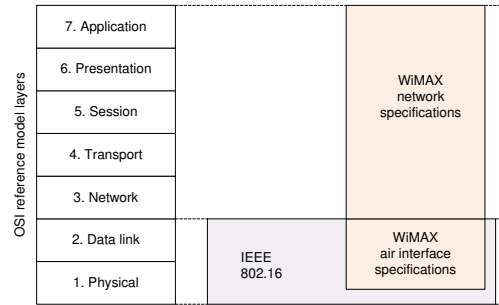 OSI reference model layers
7. Application
6. Presentation
5. Session
4. Transport
3. Network
2. Data link
1. Physical
WiMAX
network
specifications
IEEE
802.16
WiMAX
air interface
specifications